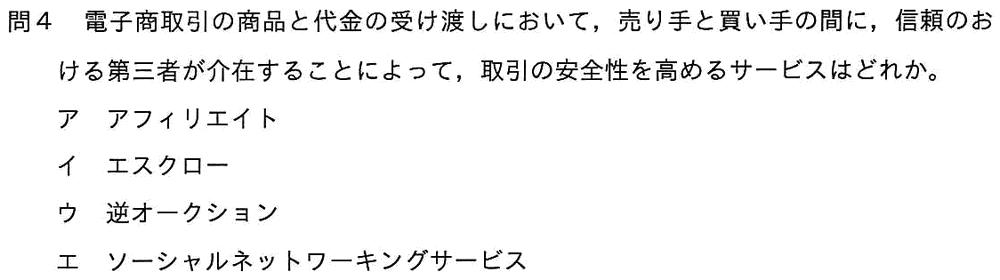 問４　電子商取引の商品と代金の受け渡しにおいて，売り手と買い手の間に，信頼のお
ける第三者が介在することによって，取引の安全性を高めるサービスはどれか。
ア　アフィリエイト
イ　エスクロー
ウ　逆オークション
エ　ソーシャルネットワーキングサービス